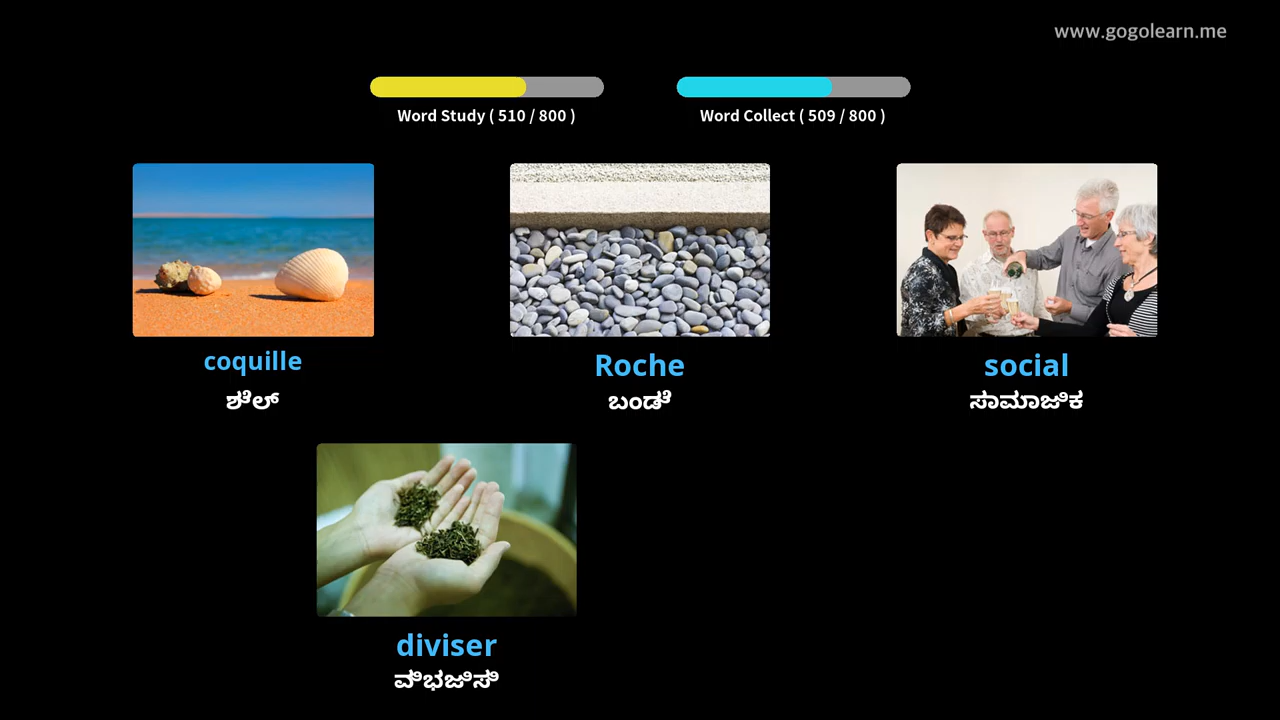 www.gogolearn.me
Word Study ( 510 / 800 )
Word Collect ( 509 / 800 )
coquille
ಶೆಲ್
Roche
ಬಂಡೆ
social
ಸಾಮಾಜಿಕ
diviser
ವಿಭಜಿಸಿ